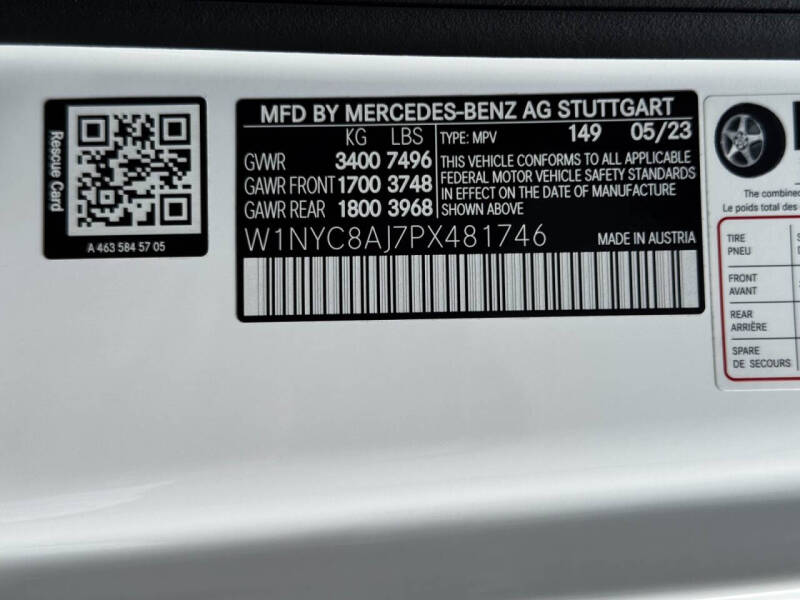 Rescue Card
A 463 584 57 05
MFD BY MERCEDES-BENZ AG STUTTGART
KG LBS TYPE: MPV 149 05/23
GVWR 3400 7496
GAWR FRONT 1700 3748
GAWR REAR 1800 3968
THIS VEHICLE CONFORMS TO ALL APPLICABLE
FEDERAL MOTOR VEHICLE SAFETY STANDARDS
IN EFFECT ON THE DATE OF MANUFACTURE
SHOWN ABOVE
W1NYC8AJ7PX481746 MADE IN AUSTRIA
The combined
Le poids total des
TIRE
PNEU
FRONT
AVANT
REAR
ARRIÈRE
SPARE
DE SECOURS